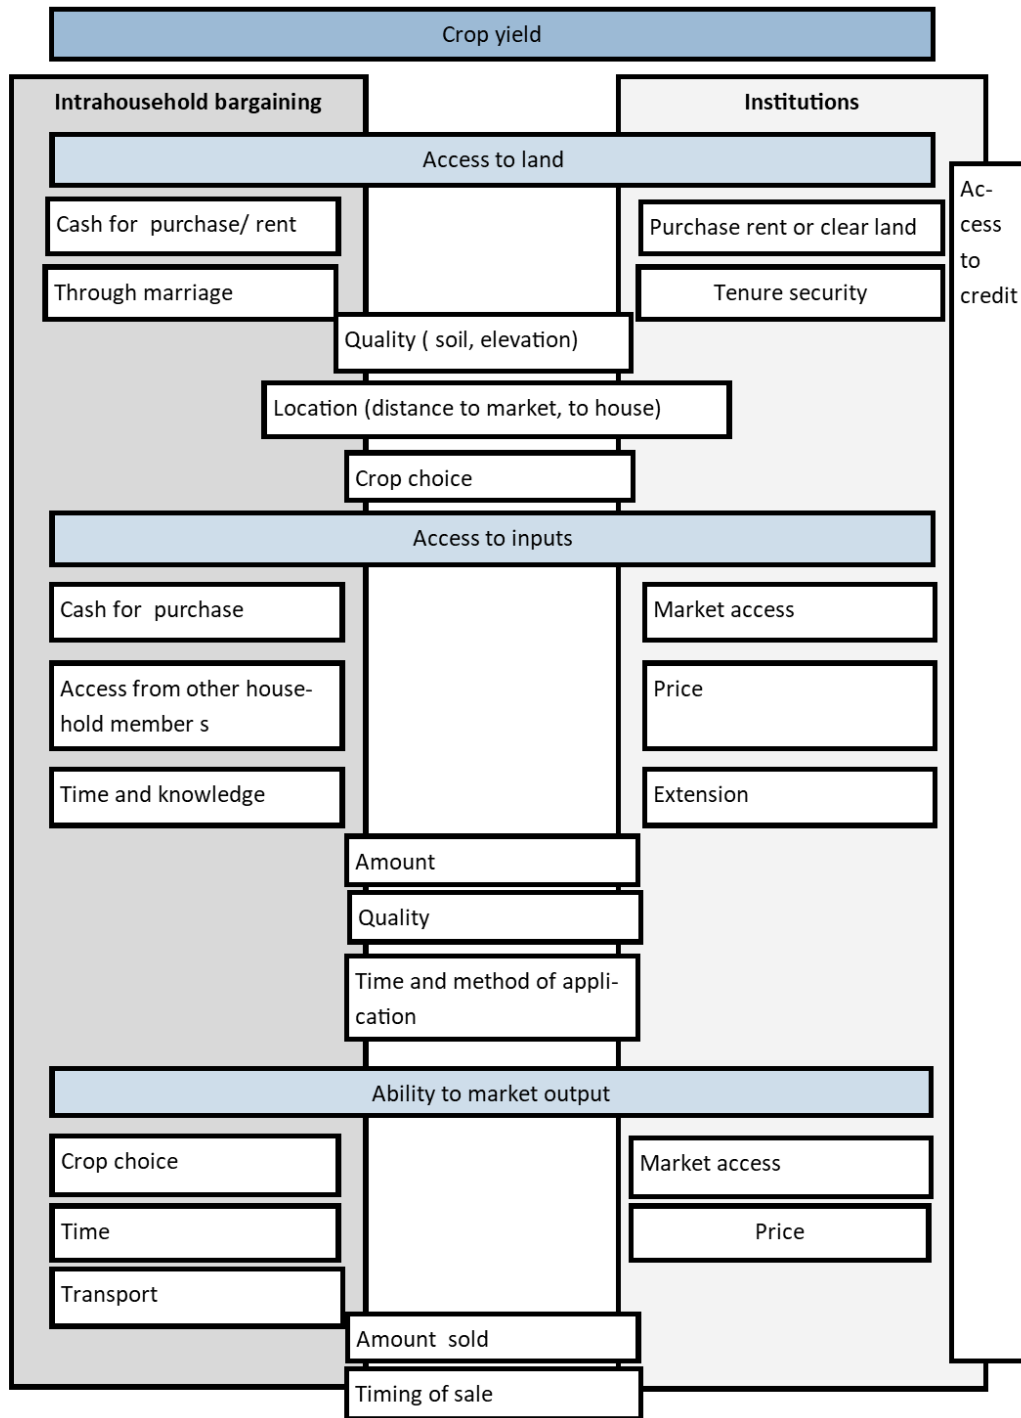 Crop yield
Intrahousehold bargaining
Institutions
Access to land
Ac-
cess
to
credit
Cash for  purchase/ rent
Purchase rent or clear land
Through marriage
Tenure security
Quality ( soil, elevation)
Location (distance to market, to house)
Crop choice
Access to inputs
Cash for  purchase
Market access
Access from other house-
hold member s
Price
Time and knowledge
Extension
Amount
Quality
Time and method of appli-
cation
Ability to market output
Crop choice
Market access
Time
Price
Transport
Amount  sold
Timing of sale